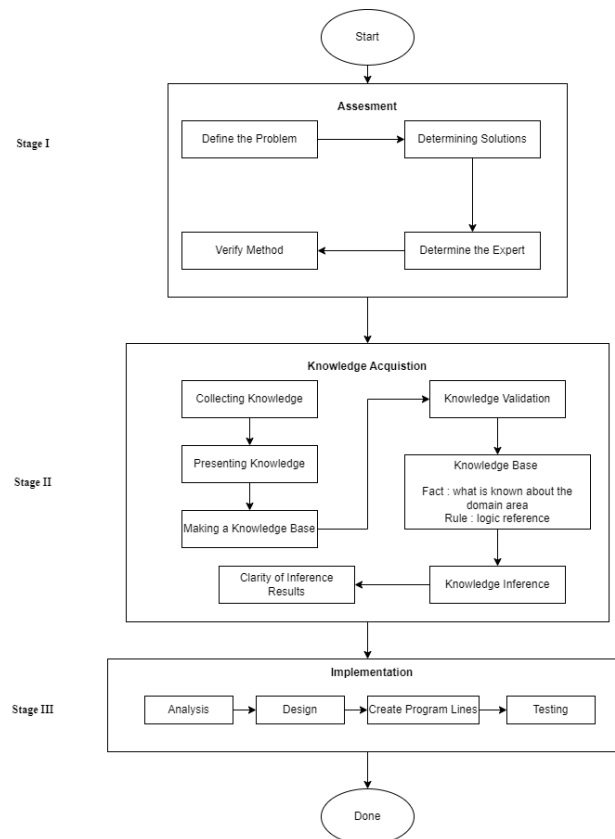 Start
Assesment
Stage I
Define the Problem
Determining Solutions
Verify Method
Determine the Expert
Knowledge Acquistion
Collecting Knowledge
Knowledge Validation
Presenting Knowledge
Stage II
Knowledge Base
Fact : what is known about the
domain area
Rule : logic reference
Making a Knowledge Base
Clarity of Inference
Results
Knowledge Inference
Implementation
Stage III
Analysis
Design
Create Program Lines
Testing
Done